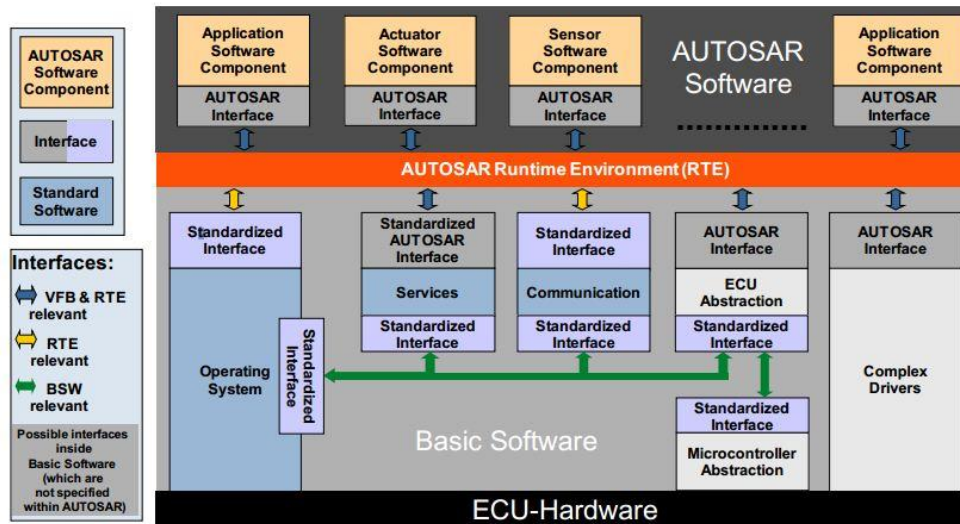 AUTOSAR
Software
Component
Interface
Standard
Software
Interfaces:
VFB & RTE
relevant
RTE
relevant
BSW
relevant
Possible interfaces
inside
Basic Software
(which are
not specified
within AUTOSAR)
Application
Software
Component
AUTOSAR
Interface
Actuator
Software
Component
AUTOSAR
Interface
Sensor
Software
Component
AUTOSAR
Interface
AUTOSAR
Software
Application
Software
Component
AUTOSAR
Interface
AUTOSAR Runtime Environment (RTE)
Standardized
Interface
Operating
System
Standardized
Interface
Standardized
AUTOSAR
Interface
Services
Standardized
Interface
Standardized
Interface
Communication
Standardized
Interface
AUTOSAR
Interface
ECU
Abstraction
Standardized
Interface
Standardized
Interface
Microcontroller
Abstraction
AUTOSAR
Interface
Complex
Drivers
Basic Software
ECU-Hardware